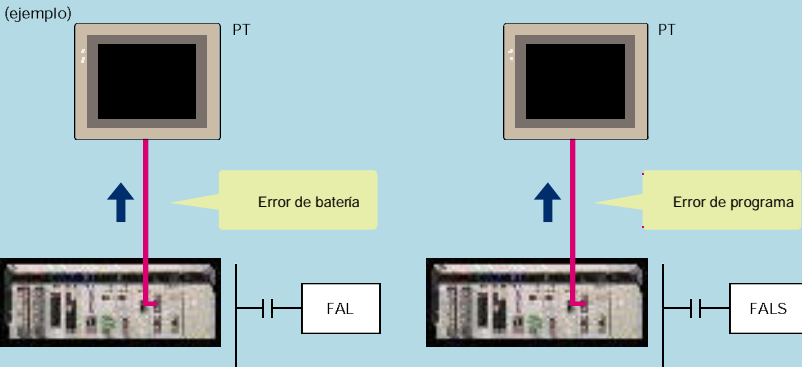 (ejemplo)
PT
PT
Error de batería
Error de programa
FAL
FALS